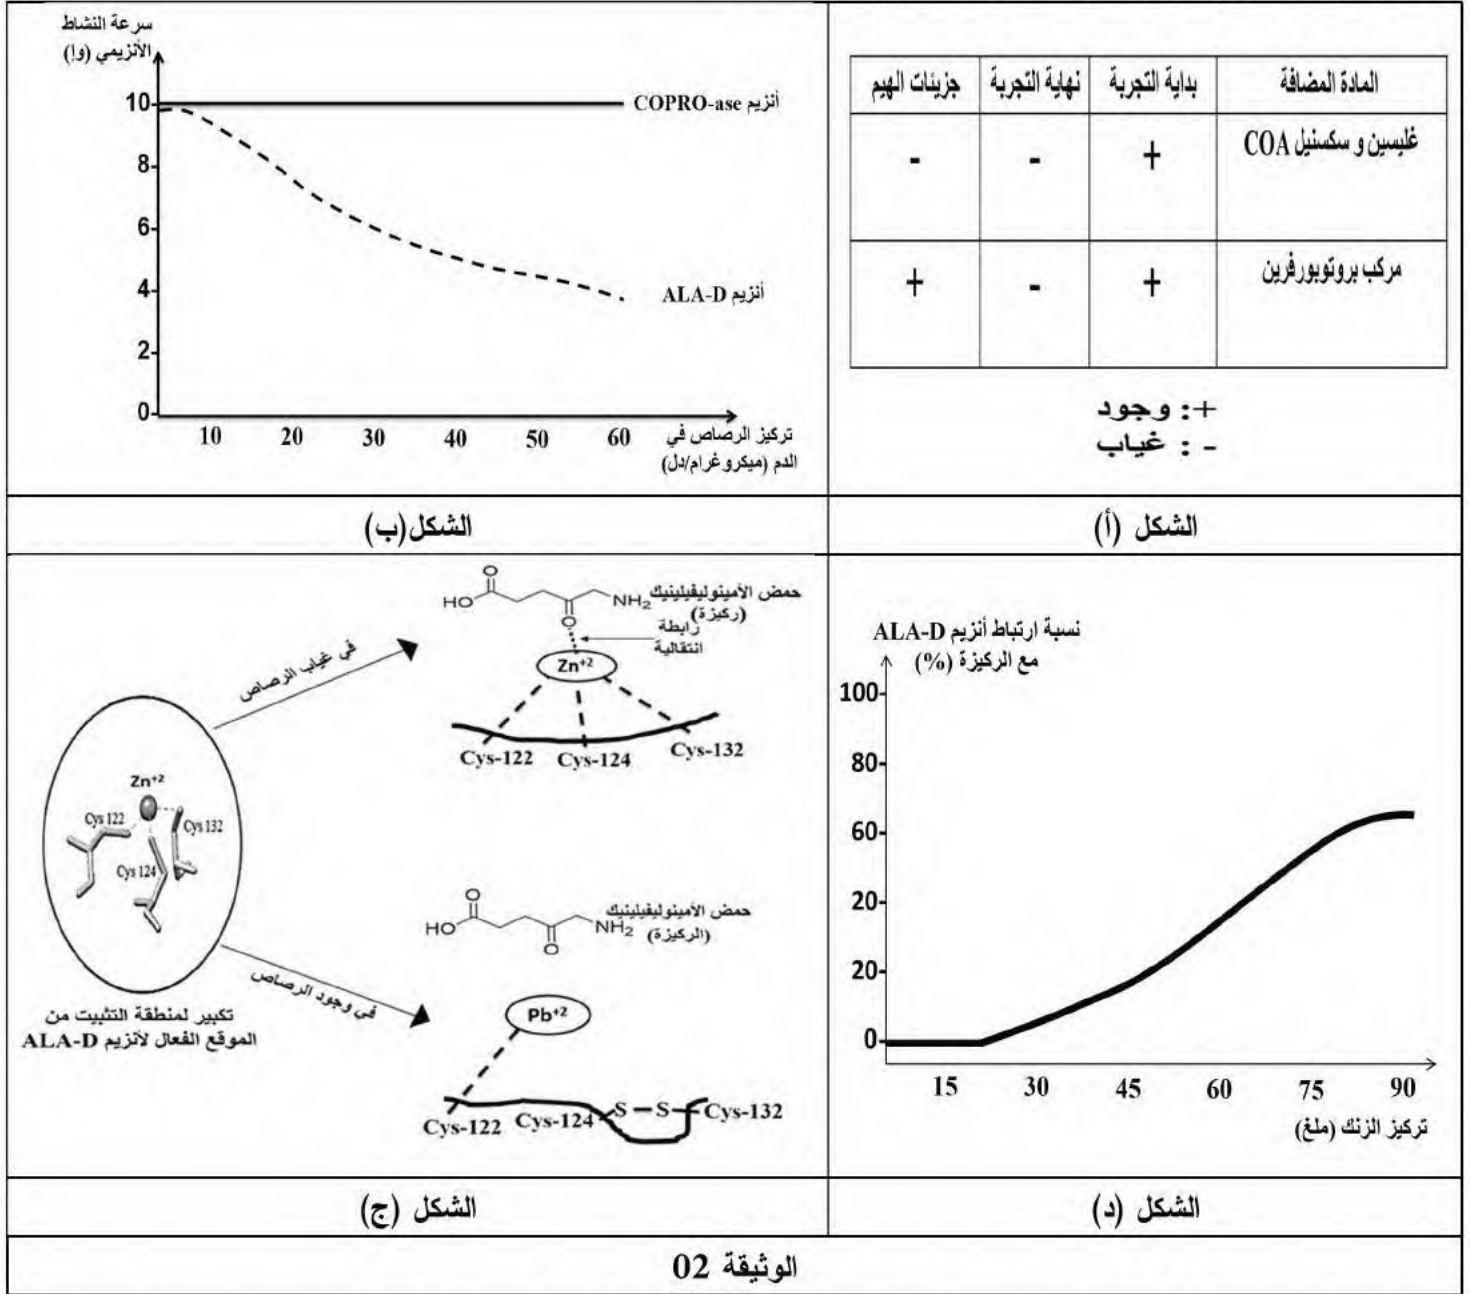 المادة المضافة | بداية التجربة | نهاية التجربة | جزيئات الهيم
غليسين و سكسنيل COA | + | - | -
مركب بروتوبورفرين | + | - | +
+: وجود
- : غياب
الشكل (أ)
سرعة النشاط
الأنزيمي (وإ)
10
8
6
4
2
0
أنزيم COPRO-ase
أنزيم ALA-D
10 20 30 40 50 60
تركيز الرصاص في
الدم (ميكروغرام/دل)
الشكل(ب)
نسبة ارتباط أنزيم ALA-D
مع الركيزة (%)
100
80
60
20
20
0
15 30 45 60 75 90
تركيز الزنك (ملغ)
الشكل (د)
HO O O NH2
حمض الأمينوليفيلينيك
(ركيزة)
رابطة
انتقالية
Zn+2
Cys-122 Cys-124 Cys-132
في غياب الرصاص
Zn+2
Cys 122
Cys 132
Cys 124
في وجود الرصاص
تكبير لمنطقة التثبيت من
الموقع الفعال لأنزيم ALA-D
HO O O NH2
حمض الأمينوليفيلينيك
(الركيزة)
Pb+2
Cys-122 Cys-124 S – S Cys-132
الشكل (ج)
الوثيقة 02